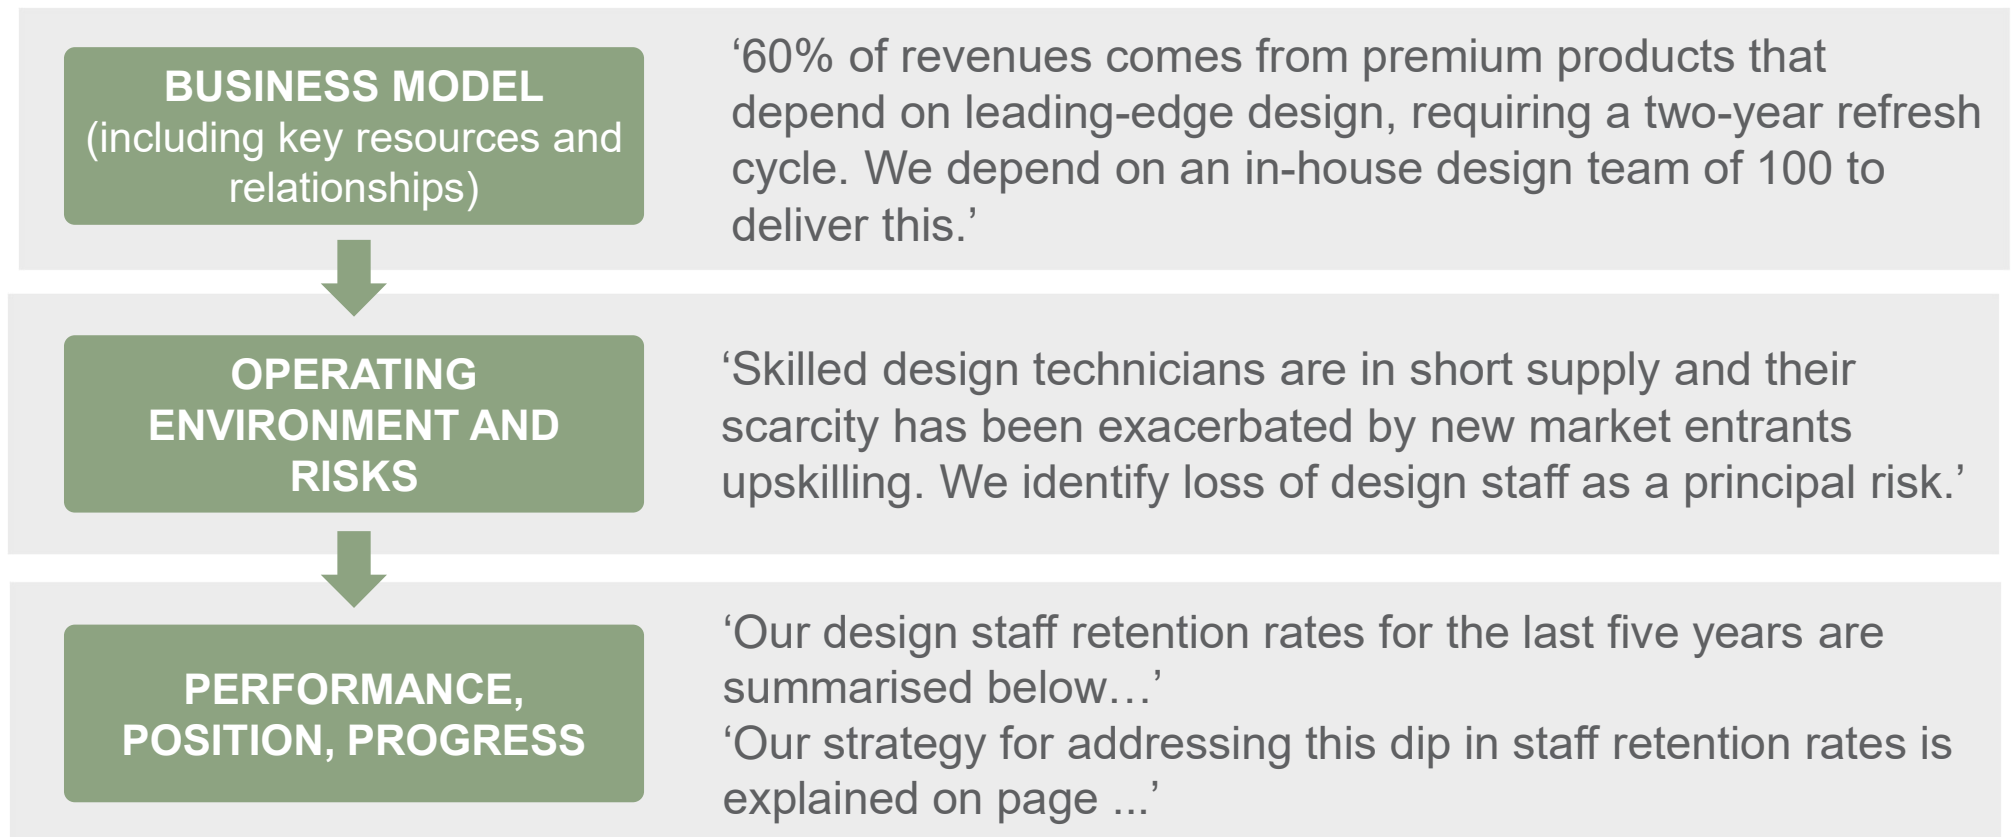 BUSINESS MODEL
(including key resources and
relationships)
‘60% of revenues comes from premium products that
depend on leading-edge design, requiring a two-year refresh
cycle. We depend on an in-house design team of 100 to
deliver this.’
OPERATING
ENVIRONMENT AND
RISKS
‘Skilled design technicians are in short supply and their
scarcity has been exacerbated by new market entrants
upskilling. We identify loss of design staff as a principal risk.’
PERFORMANCE,
POSITION, PROGRESS
‘Our design staff retention rates for the last five years are
summarised below…’
‘Our strategy for addressing this dip in staff retention rates is
explained on page ...’